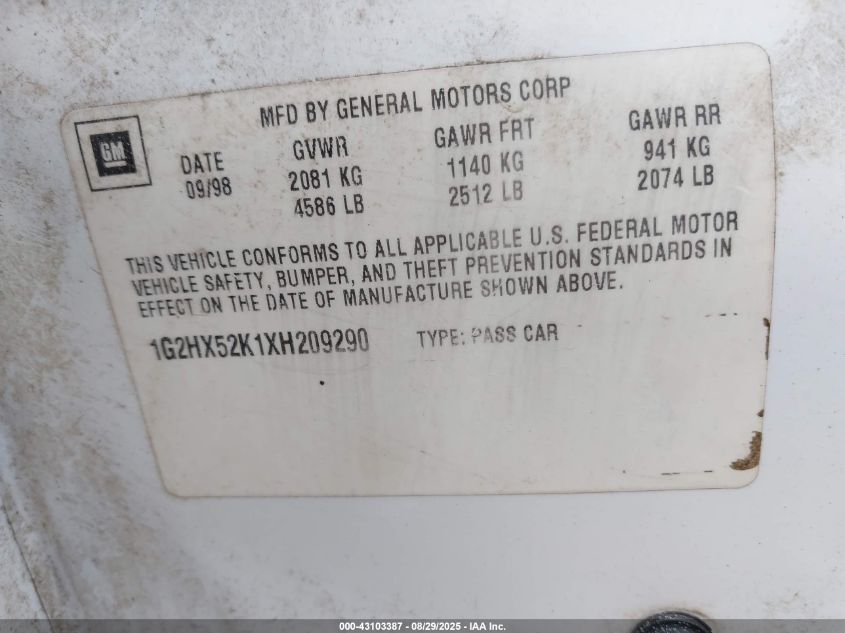 MFD BY GENERAL MOTORS CORP
GM
DATE GVWR GAWR FRT GAWR RR
09/98 2081 KG 1140 KG 941 KG
4586 LB 2512 LB 2074 LB
THIS VEHICLE CONFORMS TO ALL APPLICABLE U.S. FEDERAL MOTOR
VEHICLE SAFETY, BUMPER, AND THEFT PREVENTION STANDARDS IN
EFFECT ON THE DATE OF MANUFACTURE SHOWN ABOVE.
1G2HX52K1XH209290 TYPE: PASS CAR
000-43103387 - 08/29/2025 - IAA Inc.